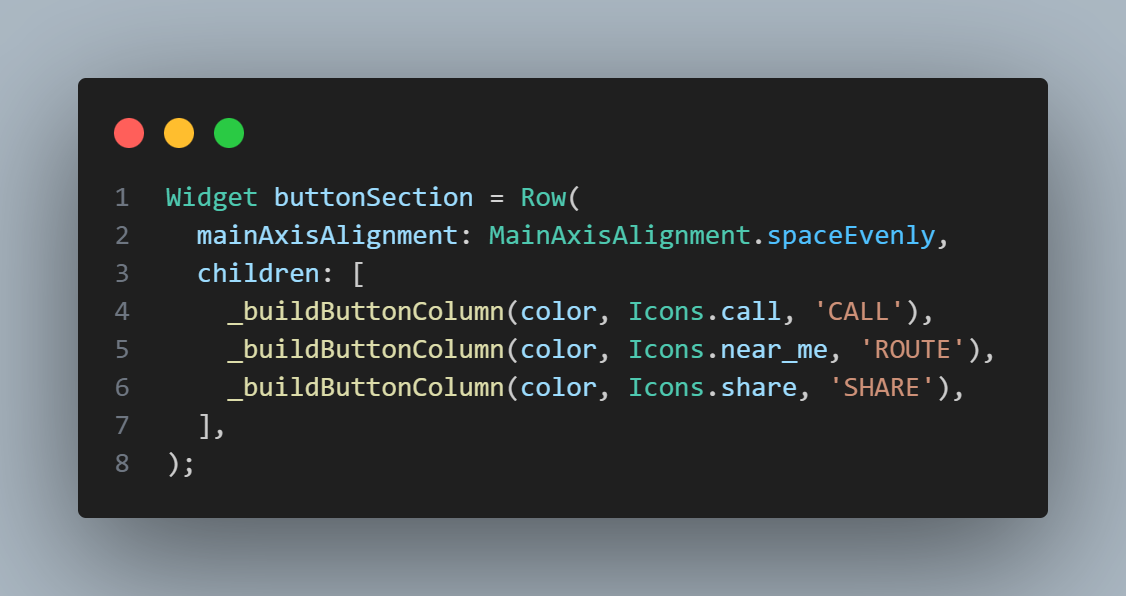 1 Widget buttonSection = Row(
2   mainAxisAlignment: MainAxisAlignment.spaceEvenly,
3   children: [
4     _buildButtonColumn(color, Icons.call, 'CALL'),
5     _buildButtonColumn(color, Icons.near_me, 'ROUTE'),
6     _buildButtonColumn(color, Icons.share, 'SHARE'),
7   ],
8 );